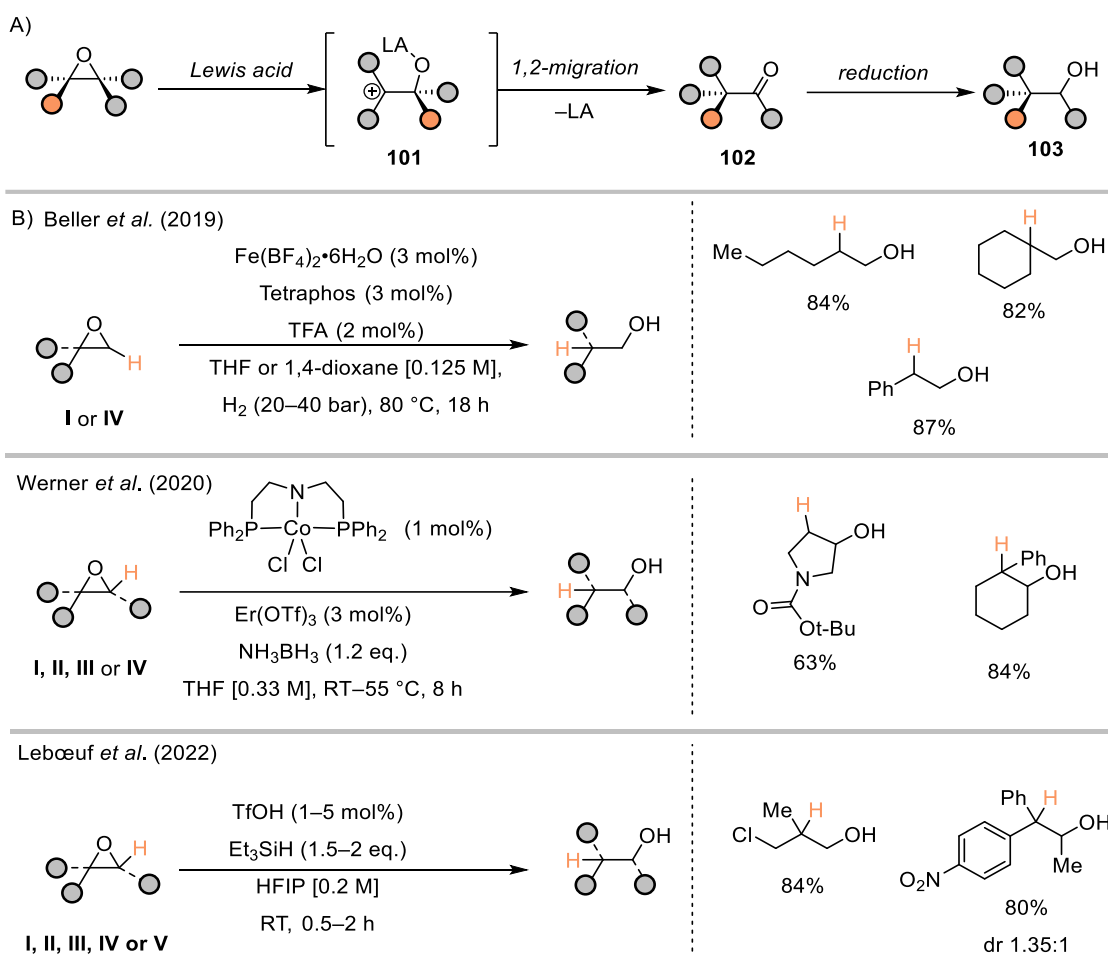 A)
O
Lewis acid
LA
O
+
101
1,2-migration
–LA
O
102
reduction
OH
103
B) Beller et al. (2019)
Fe(BF4)2•6H2O (3 mol%)
Tetraphos (3 mol%)
TFA (2 mol%)
THF or 1,4-dioxane [0.125 M],
H2 (20–40 bar), 80 °C, 18 h
O
H
I or IV
OH
H
H
Me
OH
84%
H
OH
82%
H
Ph
OH
87%
Werner et al. (2020)
N
Ph2P
Co
PPh2
(1 mol%)
Cl
Cl
Er(OTf)3 (3 mol%)
NH3BH3 (1.2 eq.)
THF [0.33 M], RT–55 °C, 8 h
O
H
I, II, III or IV
OH
H
H
OH
N
O
Ot-Bu
63%
H
Ph
OH
84%
Lebœuf et al. (2022)
TfOH (1–5 mol%)
Et3SiH (1.5–2 eq.)
HFIP [0.2 M]
RT, 0.5–2 h
O
H
I, II, III, IV or V
OH
H
Me
H
Cl
OH
84%
Ph
H
OH
Me
O2N
80%
dr 1.35:1